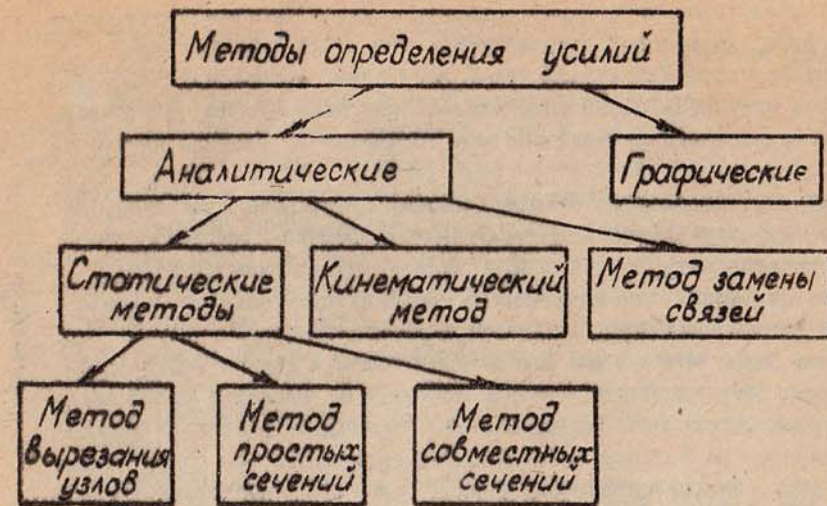 Методы определения усилий
Аналитические
Графические
Статические
методы
Кинематический
метод
Метод замены
связей
Метод
вырезания
узлов
Метод
простых
сечений
Метод
совместных
сечений